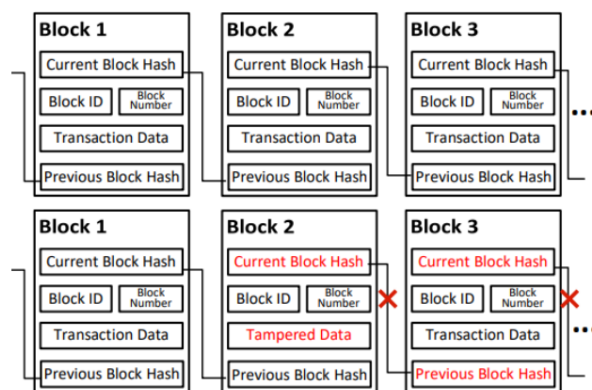 Block 1
Current Block Hash
Block ID
Block Number
Transaction Data
Previous Block Hash
Block 2
Current Block Hash
Block ID
Block Number
Transaction Data
Previous Block Hash
Block 3
Current Block Hash
Block ID
Block Number
Transaction Data
Previous Block Hash
...
Block 1
Current Block Hash
Block ID
Block Number
Transaction Data
Previous Block Hash
Block 2
Current Block Hash
Block ID
Block Number
Tampered Data
Previous Block Hash
Block 3
Current Block Hash
Block ID
Block Number
Transaction Data
Previous Block Hash
...